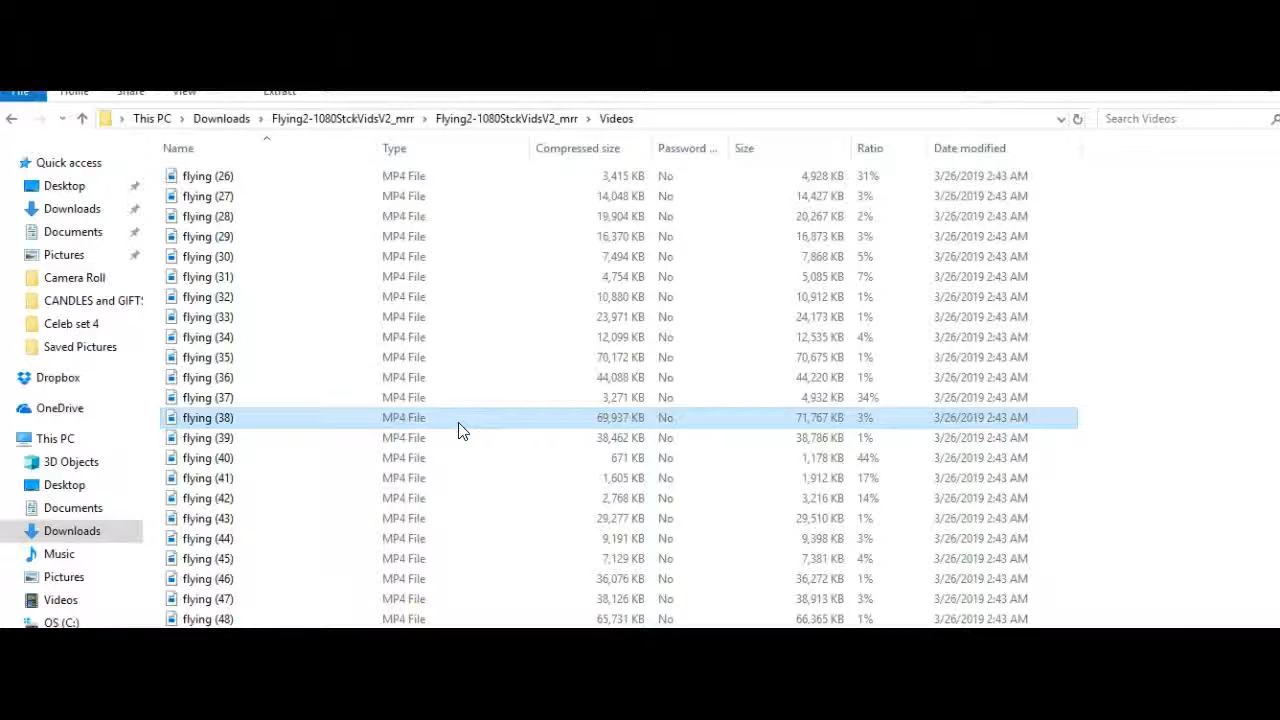 File Home Share View Extract
This PC Downloads Flying2-1080StckVidsV2_mrr Flying2-1080StckVidsV2_mrr Videos Search Videos
Name Type Compressed size Password ... Size Ratio Date modified
Quick access
Desktop
Downloads
Documents
Pictures
Camera Roll
CANDLES and GIFTS
Celeb set 4
Saved Pictures
Dropbox
OneDrive
This PC
3D Objects
Desktop
Documents
Downloads
Music
Pictures
Videos
OS (C:)
flying (26) MP4 File 3,415 KB No 4,928 KB 31% 3/26/2019 2:43 AM
flying (27) MP4 File 14,048 KB No 14,427 KB 3% 3/26/2019 2:43 AM
flying (28) MP4 File 19,904 KB No 20,267 KB 2% 3/26/2019 2:43 AM
flying (29) MP4 File 16,370 KB No 16,873 KB 3% 3/26/2019 2:43 AM
flying (30) MP4 File 7,494 KB No 7,868 KB 5% 3/26/2019 2:43 AM
flying (31) MP4 File 4,754 KB No 5,085 KB 7% 3/26/2019 2:43 AM
flying (32) MP4 File 10,880 KB No 10,912 KB 1% 3/26/2019 2:43 AM
flying (33) MP4 File 23,971 KB No 24,173 KB 1% 3/26/2019 2:43 AM
flying (34) MP4 File 12,099 KB No 12,535 KB 4% 3/26/2019 2:43 AM
flying (35) MP4 File 70,172 KB No 70,675 KB 1% 3/26/2019 2:43 AM
flying (36) MP4 File 44,088 KB No 44,220 KB 1% 3/26/2019 2:43 AM
flying (37) MP4 File 3,271 KB No 4,932 KB 34% 3/26/2019 2:43 AM
flying (38) MP4 File 69,937 KB No 71,767 KB 3% 3/26/2019 2:43 AM
flying (39) MP4 File 38,462 KB No 38,786 KB 1% 3/26/2019 2:43 AM
flying (40) MP4 File 671 KB No 1,178 KB 44% 3/26/2019 2:43 AM
flying (41) MP4 File 1,605 KB No 1,912 KB 17% 3/26/2019 2:43 AM
flying (42) MP4 File 2,768 KB No 3,216 KB 14% 3/26/2019 2:43 AM
flying (43) MP4 File 29,277 KB No 29,510 KB 1% 3/26/2019 2:43 AM
flying (44) MP4 File 9,191 KB No 9,398 KB 3% 3/26/2019 2:43 AM
flying (45) MP4 File 7,129 KB No 7,381 KB 4% 3/26/2019 2:43 AM
flying (46) MP4 File 36,076 KB No 36,272 KB 1% 3/26/2019 2:43 AM
flying (47) MP4 File 38,126 KB No 38,913 KB 3% 3/26/2019 2:43 AM
flying (48) MP4 File 65,731 KB No 66,365 KB 1% 3/26/2019 2:43 AM